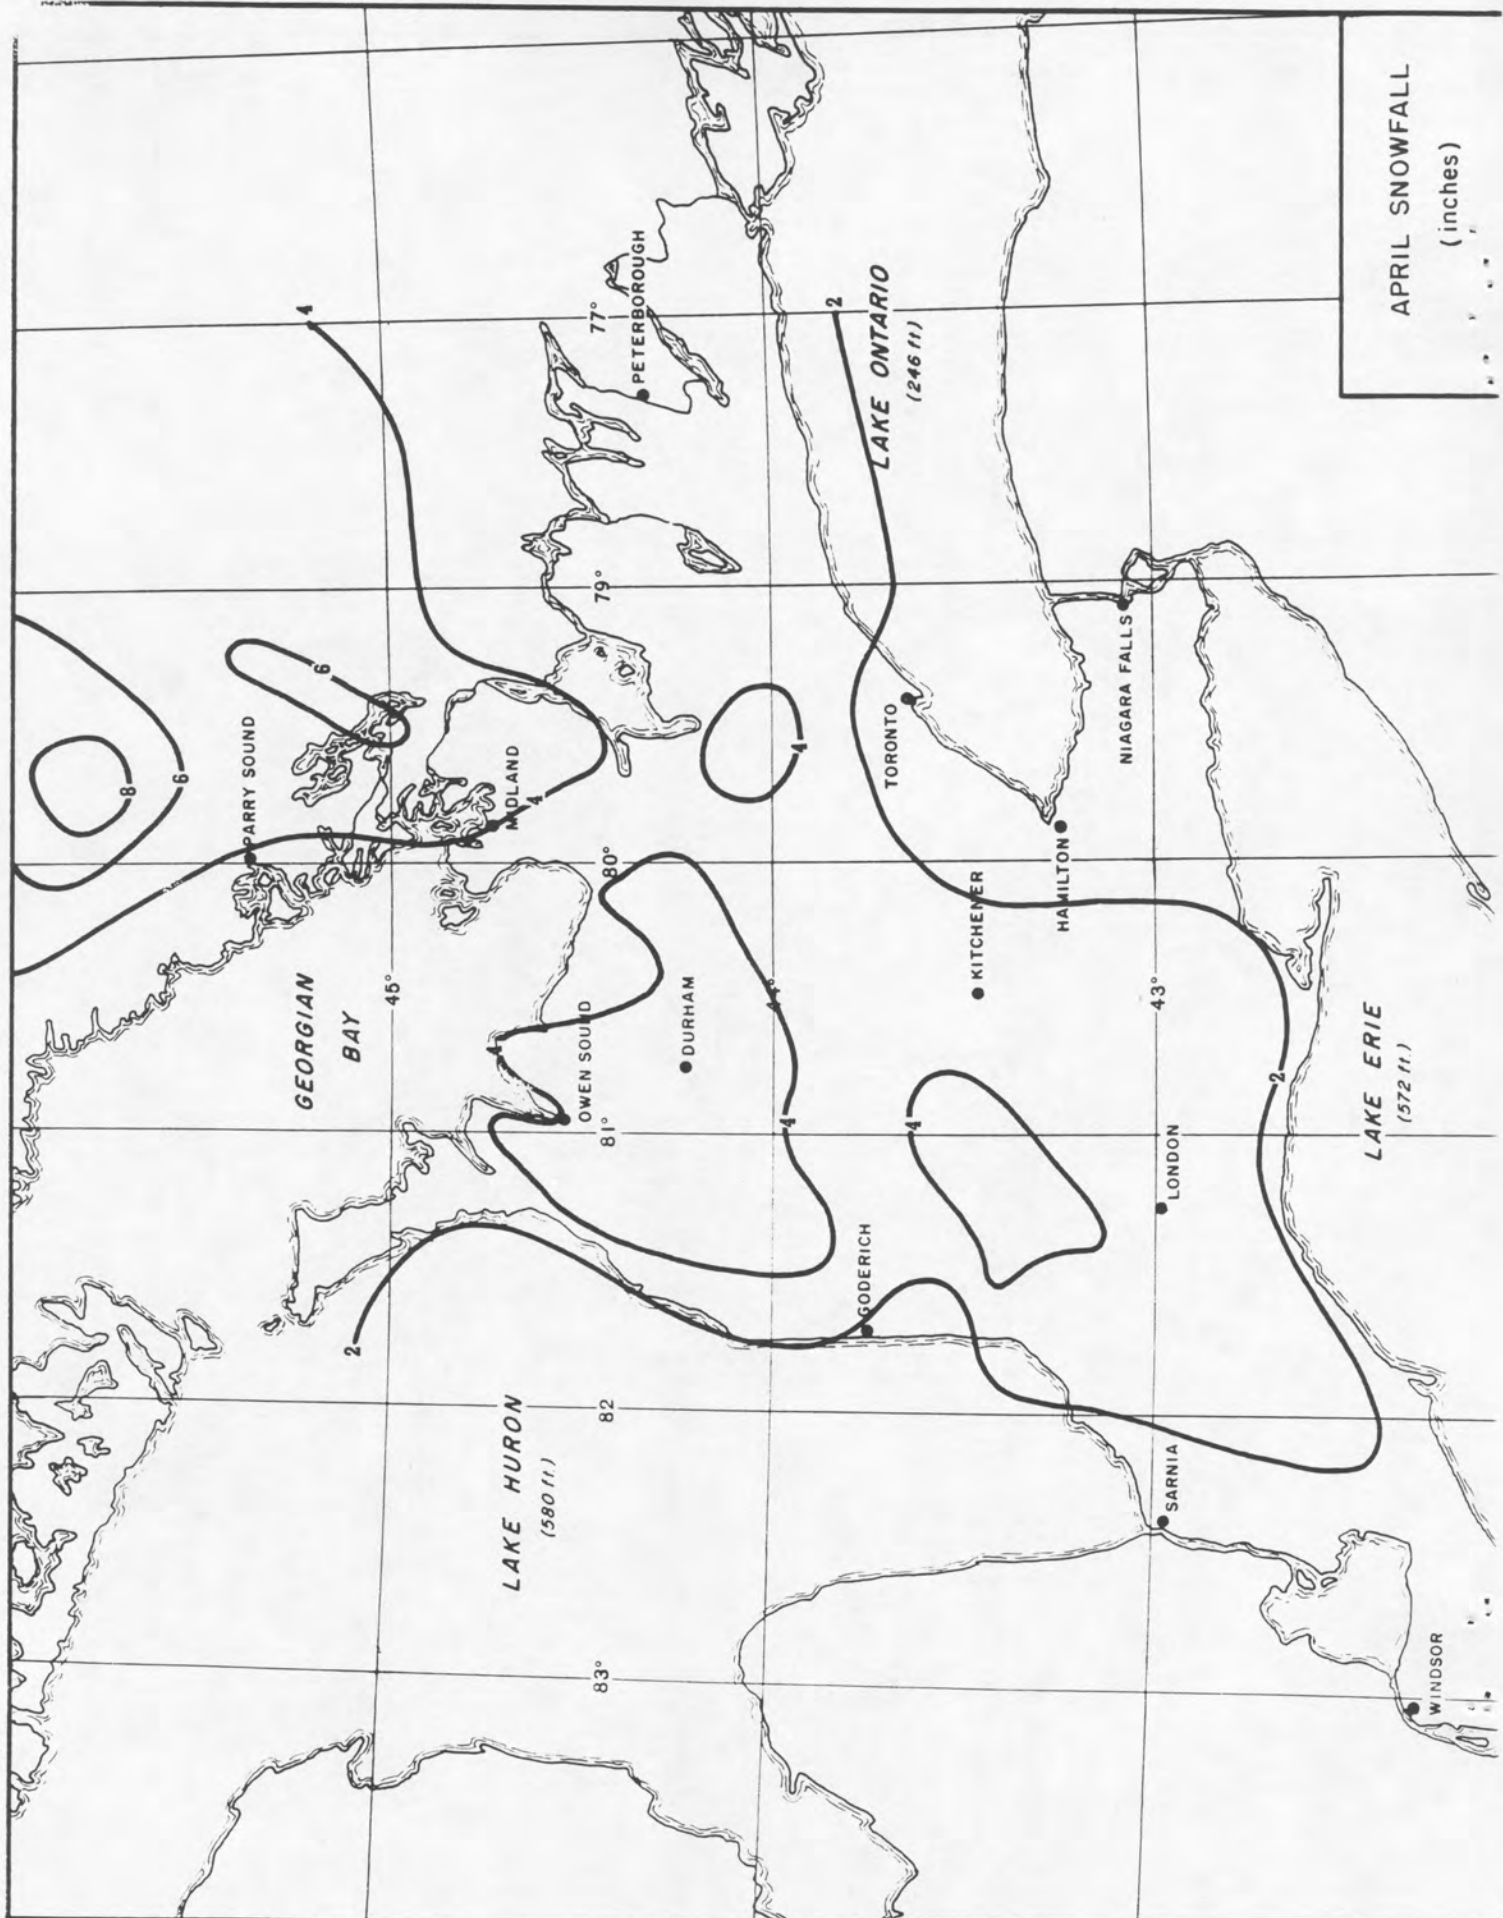 APRIL SNOWFALL
(inches)
GEORGIAN
BAY
LAKE HURON
(580 ft.)
LAKE ONTARIO
(246 ft)
LAKE ERIE
(572 ft.)
PARRY SOUND
MIDLAND
PETERBOROUGH
OWEN SOUND
DURHAM
TORONTO
KITCHENER
HAMILTON
NIAGARA FALLS
GODERICH
LONDON
SARNIA
WINDSOR
83°
82
81°
80°
79°
77°
45°
44°
43°
8
6
6
4
4
4
4
4
4
2
2
2